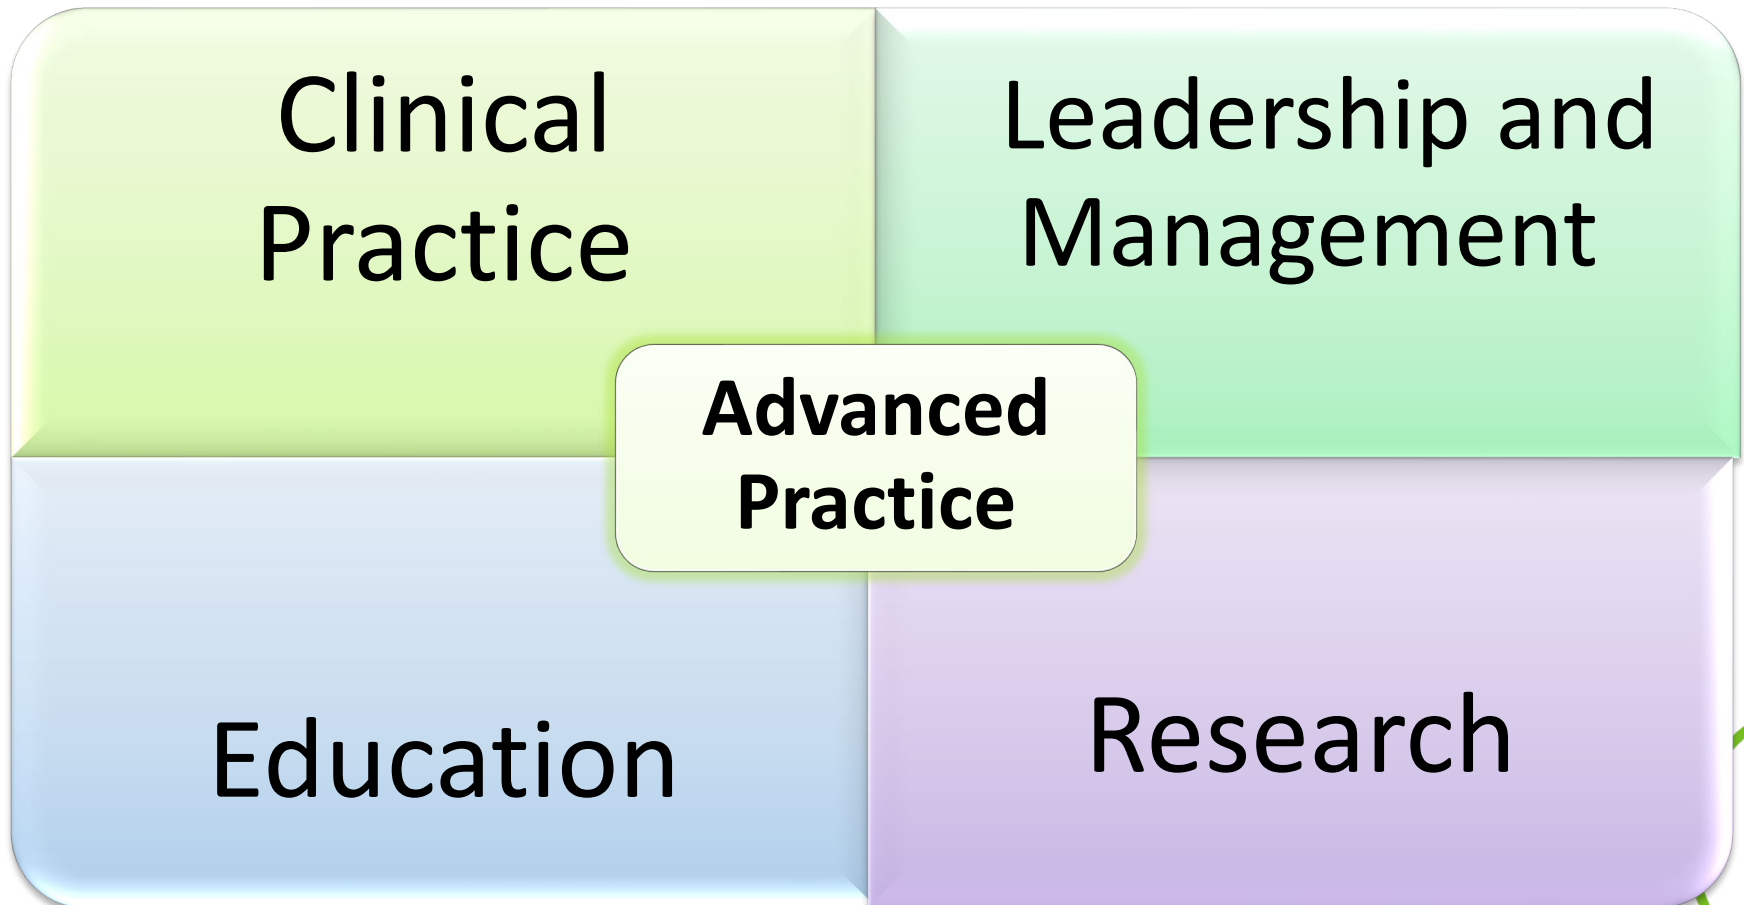 Clinical
Practice
Leadership and
Management
Advanced
Practice
Education
Research